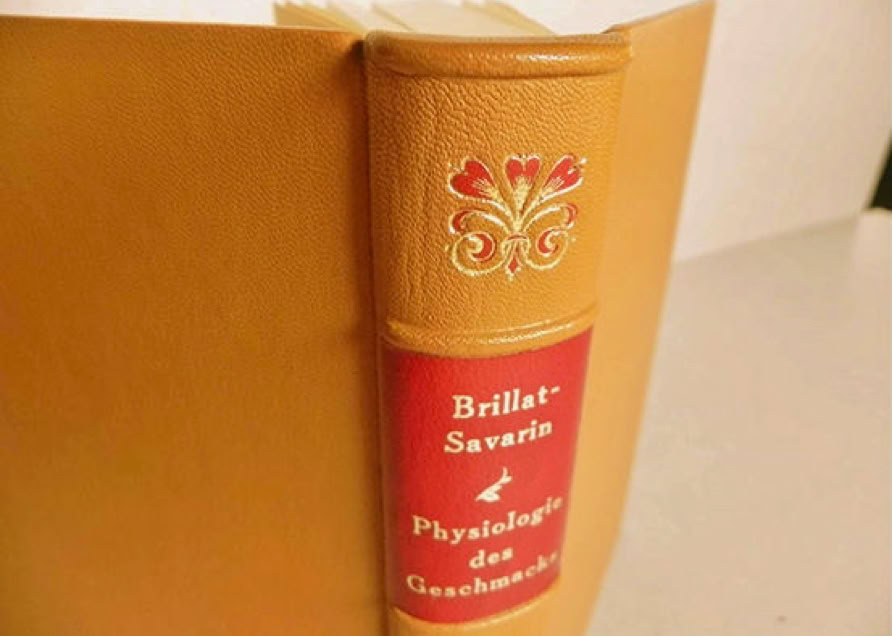 Brillat-
Savarin
Physiologie
des
Geschmacks